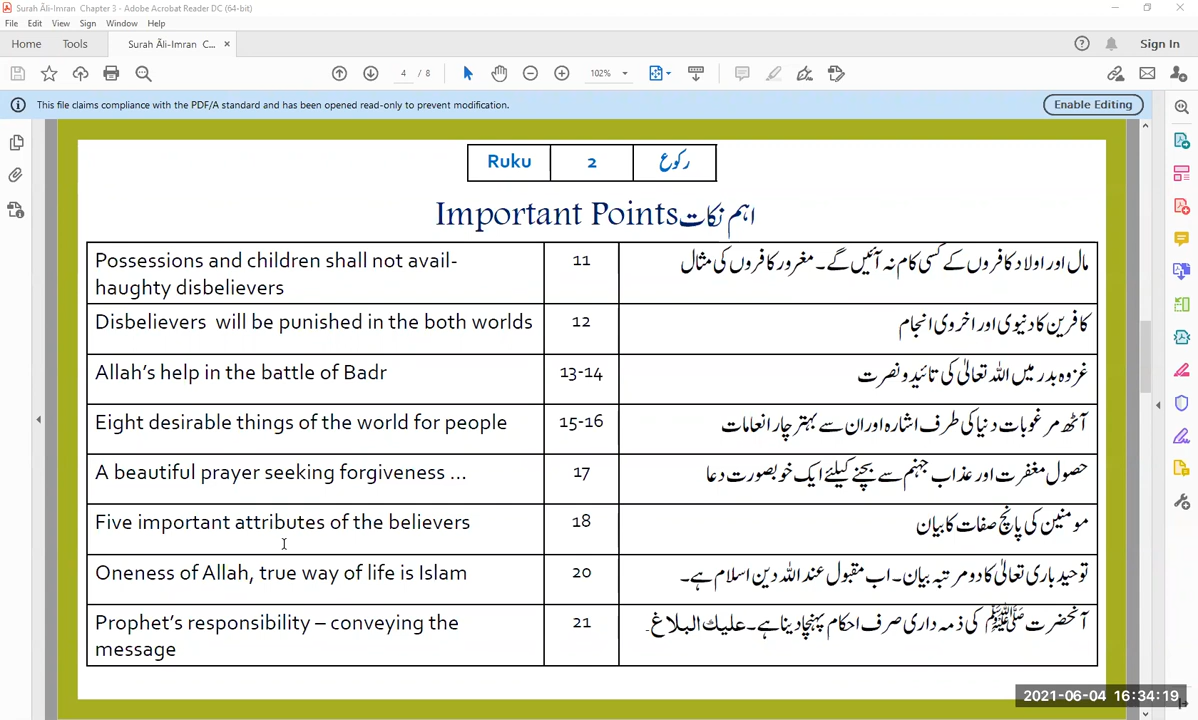 Surah Ãli-Imran Chapter 3 - Adobe Acrobat Reader DC (64-bit)
File Edit View Sign Window Help
Home Tools Surah Ãli-Imran C... × Sign In
4 / 8 102%
This file claims compliance with the PDF/A standard and has been opened read-only to prevent modification. Enable Editing
Ruku 2 رکوع
Important Points اہم نکات
Possessions and children shall not avail- 11 مال اور اولاد کافروں کے کسی کام نہ آئیں گے۔ مغرور کافروں کی مثال
haughty disbelievers
Disbelievers will be punished in the both worlds 12 کافرین کا دنیوی اور اخروی انجام
Allah's help in the battle of Badr 13-14 غزوہ بدر میں اللہ تعالیٰ کی تائید و نصرت
Eight desirable things of the world for people 15-16 آٹھ مرغوبات دنیا کی طرف اشارہ اور ان سے بہتر چار انعامات
A beautiful prayer seeking forgiveness ... 17 حصول مغفرت اور عذاب جہنم سے بچنے کیلئے ایک خوبصورت دعا
Five important attributes of the believers 18 مومنین کی پانچ صفات کا بیان
Oneness of Allah, true way of life is Islam 20 توحید باری تعالیٰ کا دو مرتبہ بیان۔ اب مقبول عند اللہ دین اسلام ہے۔
Prophet's responsibility – conveying the 21 آنحضرت ﷺ کی ذمہ داری صرف احکام پہنچا دینا ہے۔ علیك البلاغ۔
message
2021-06-04 16:34:19